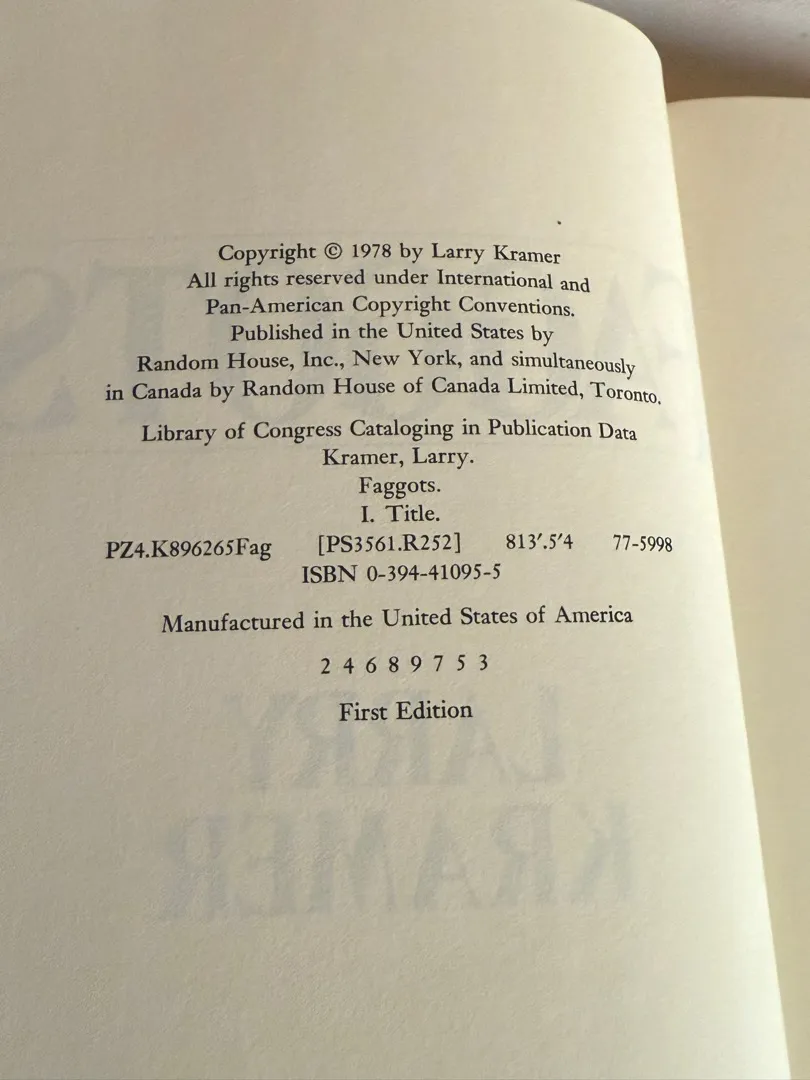 Copyright © 1978 by Larry Kramer
All rights reserved under International and
Pan-American Copyright Conventions.
Published in the United States by
Random House, Inc., New York, and simultaneously
in Canada by Random House of Canada Limited, Toronto.
Library of Congress Cataloging in Publication Data
Kramer, Larry.
Faggots.
I. Title.
PZ4.K896265Fag [PS3561.R252] 813′.5′4 77-5998
ISBN 0-394-41095-5
Manufactured in the United States of America
2 4 6 8 9 7 5 3
First Edition
LARRY
KRAMER